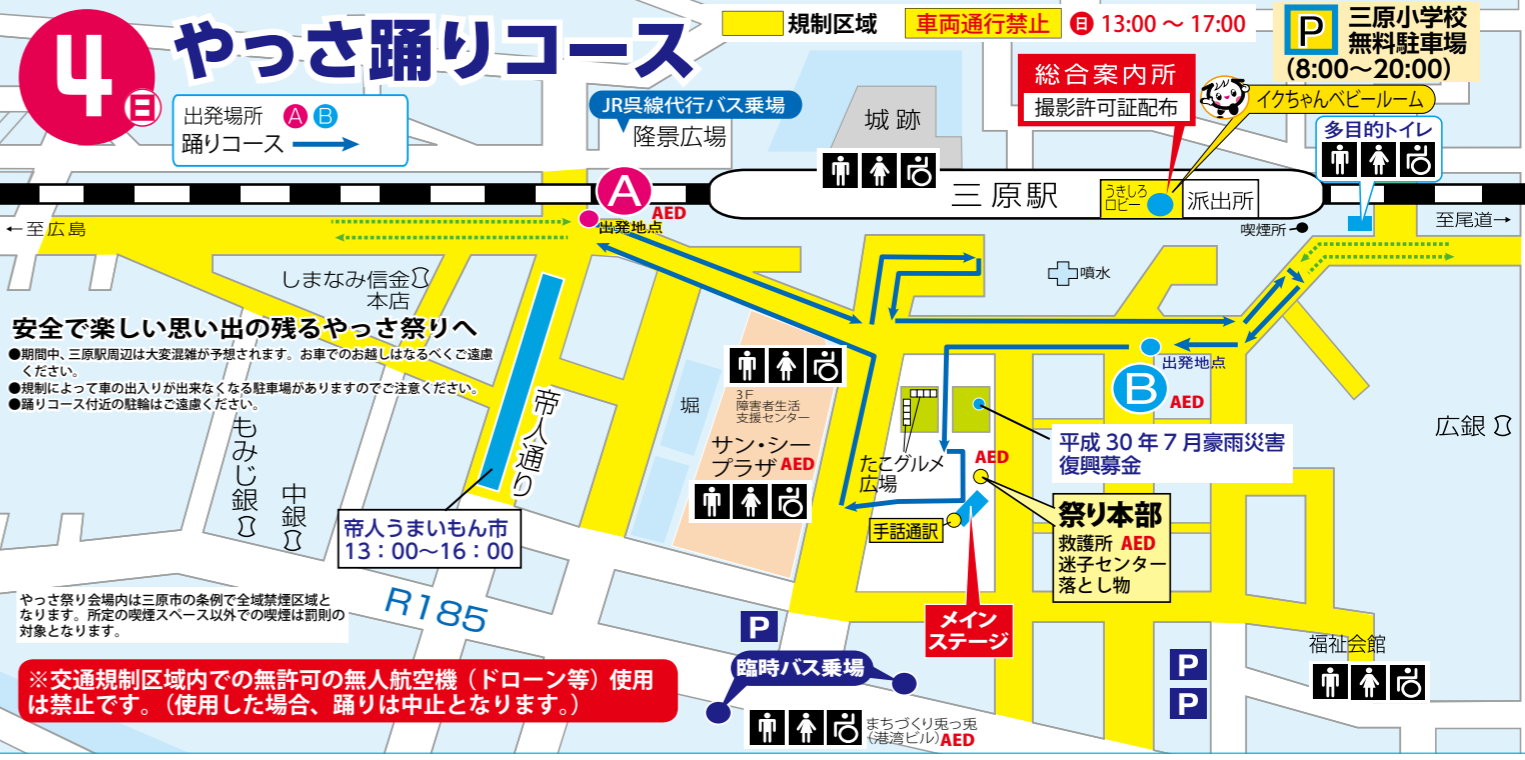 4
日
やっさ踊りコース
規制区域
車両通行禁止
日 13:00 ～ 17:00
P
三原小学校
無料駐車場
(8:00～20:00)
出発場所 A B
踊りコース
JR呉線代行バス乗場
隆景広場
城跡
総合案内所
撮影許可証配布
イクちゃんベビールーム
多目的トイレ
三原駅
うきしろ
ロビー
派出所
喫煙所
←至広島
至尾道→
A
AED
出発地点
しまなみ信金
本店
噴水
安全で楽しい思い出の残るやっさ祭りへ
●期間中、三原駅周辺は大変混雑が予想されます。お車でのお越しはなるべくご遠慮
ください。
●規制によって車の出入りが出来なくなる駐車場がありますのでご注意ください。
●踊りコース付近の駐輪はご遠慮ください。
もみじ銀
中銀
帝人通り
帝人うまいもん市
13：00～16：00
堀
3F
障害者生活
支援センター
サン・シー
プラザ AED
たこグルメ
広場
出発地点
B
AED
広銀
平成 30 年 7 月豪雨災害
復興募金
AED
手話通訳
祭り本部
救護所 AED
迷子センター
落とし物
メイン
ステージ
やっさ祭り会場内は三原市の条例で全域禁煙区域と
なります。所定の喫煙スペース以外での喫煙は罰則の
対象となります。
R185
※交通規制区域内での無許可の無人航空機（ドローン等）使用
は禁止です。（使用した場合、踊りは中止となります。）
P
臨時バス乗場
まちづくり兎っ兎
（港湾ビル）AED
P
P
福祉会館